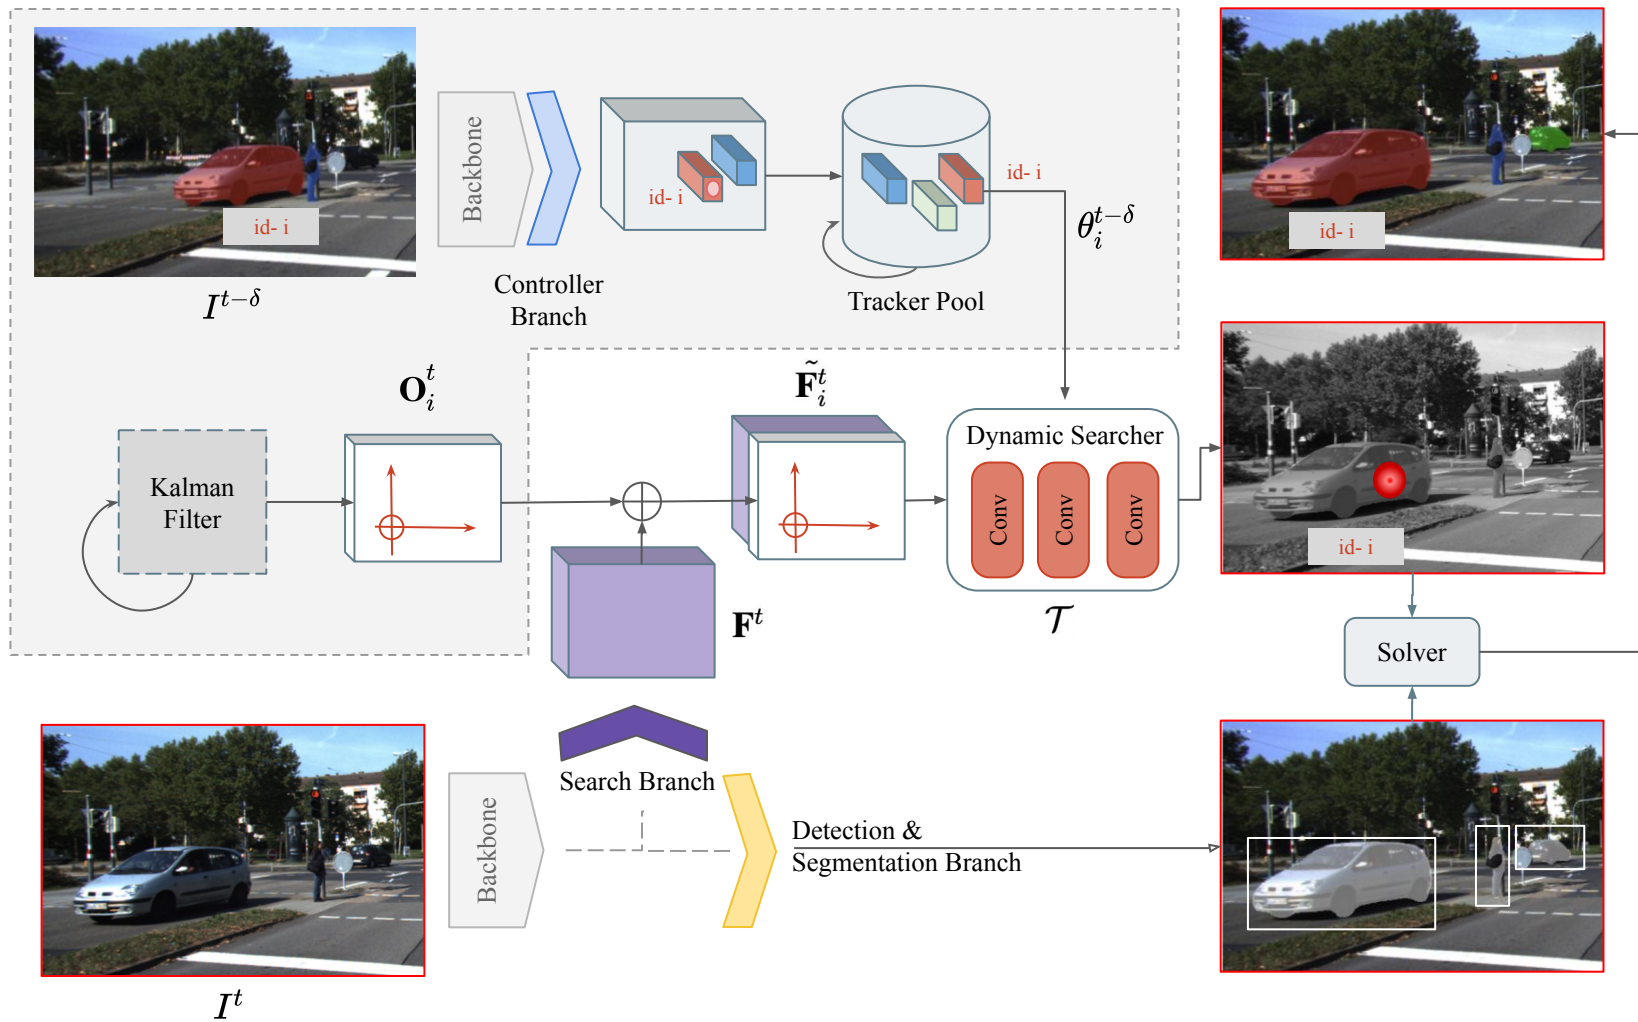 id- i
I^{t-δ}
Backbone
Controller
Branch
id- i
Tracker Pool
id- i
θ_i^{t-δ}
id- i
Kalman
Filter
O_i^t
F̃_i^t
F^t
Dynamic Searcher
Conv
Conv
Conv
𝒯
id- i
Solver
I^t
Backbone
Search Branch
Detection &
Segmentation Branch